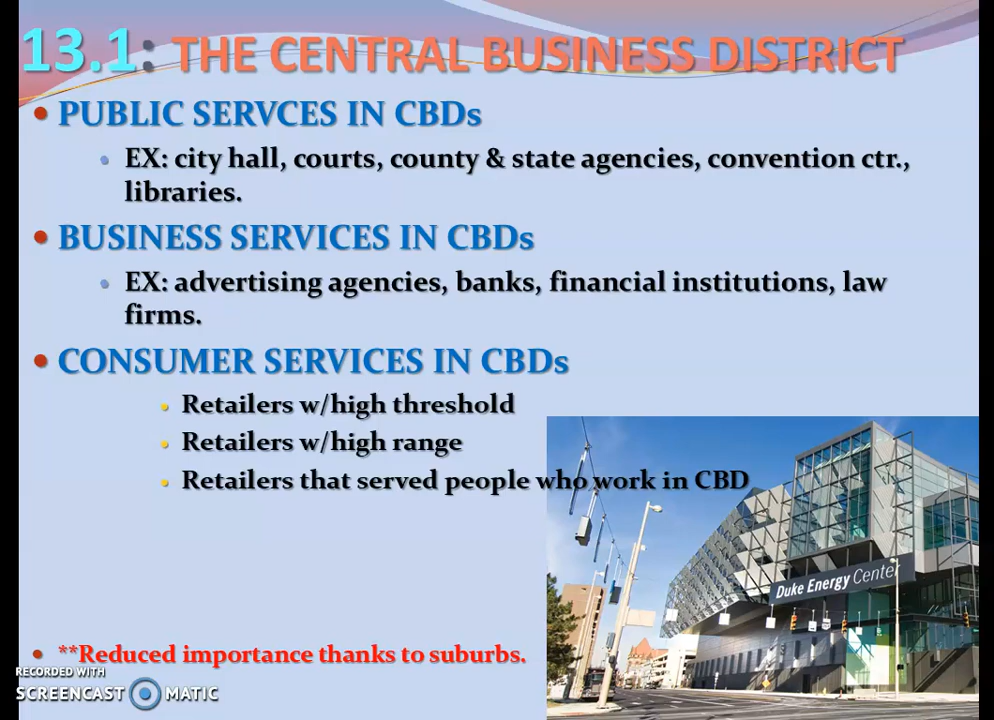 13.1: THE CENTRAL BUSINESS DISTRICT
• PUBLIC SERVCES IN CBDs
• EX: city hall, courts, county & state agencies, convention ctr.,
libraries.
• BUSINESS SERVICES IN CBDs
• EX: advertising agencies, banks, financial institutions, law
firms.
• CONSUMER SERVICES IN CBDs
• Retailers w/high threshold
• Retailers w/high range
• Retailers that served people who work in CBD
Duke Energy Center
• **Reduced importance thanks to suburbs.
RECORDED WITH
SCREENCAST MATIC